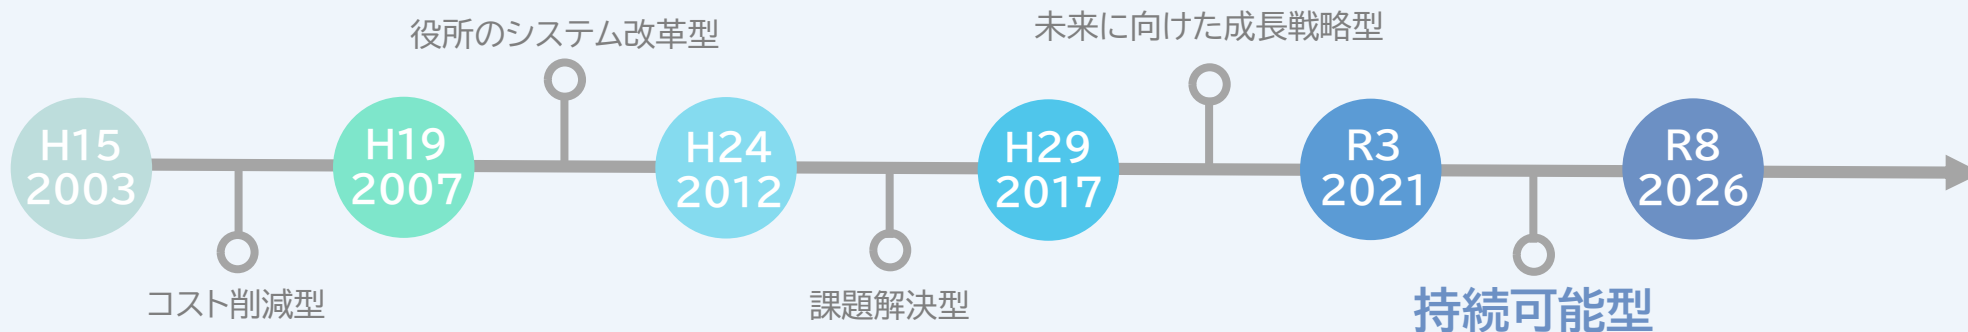 役所のシステム改革型
未来に向けた成長戦略型
H15
2003
H19
2007
H24
2012
H29
2017
R3
2021
R8
2026
コスト削減型
課題解決型
持続可能型